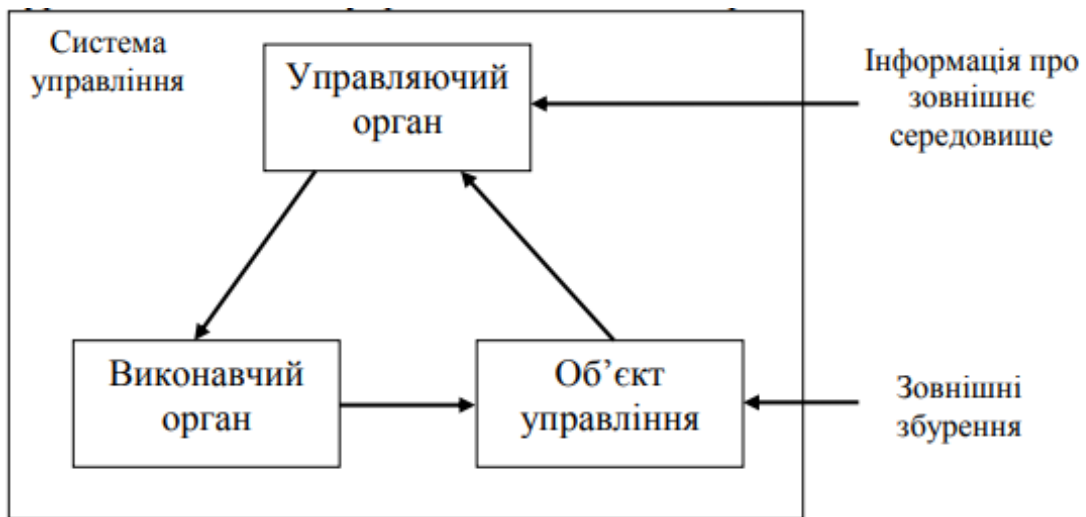 Система
управління
Управляючий
орган
Інформація про
зовнішнє
середовище
Виконавчий
орган
Об’єкт
управління
Зовнішні
збурення